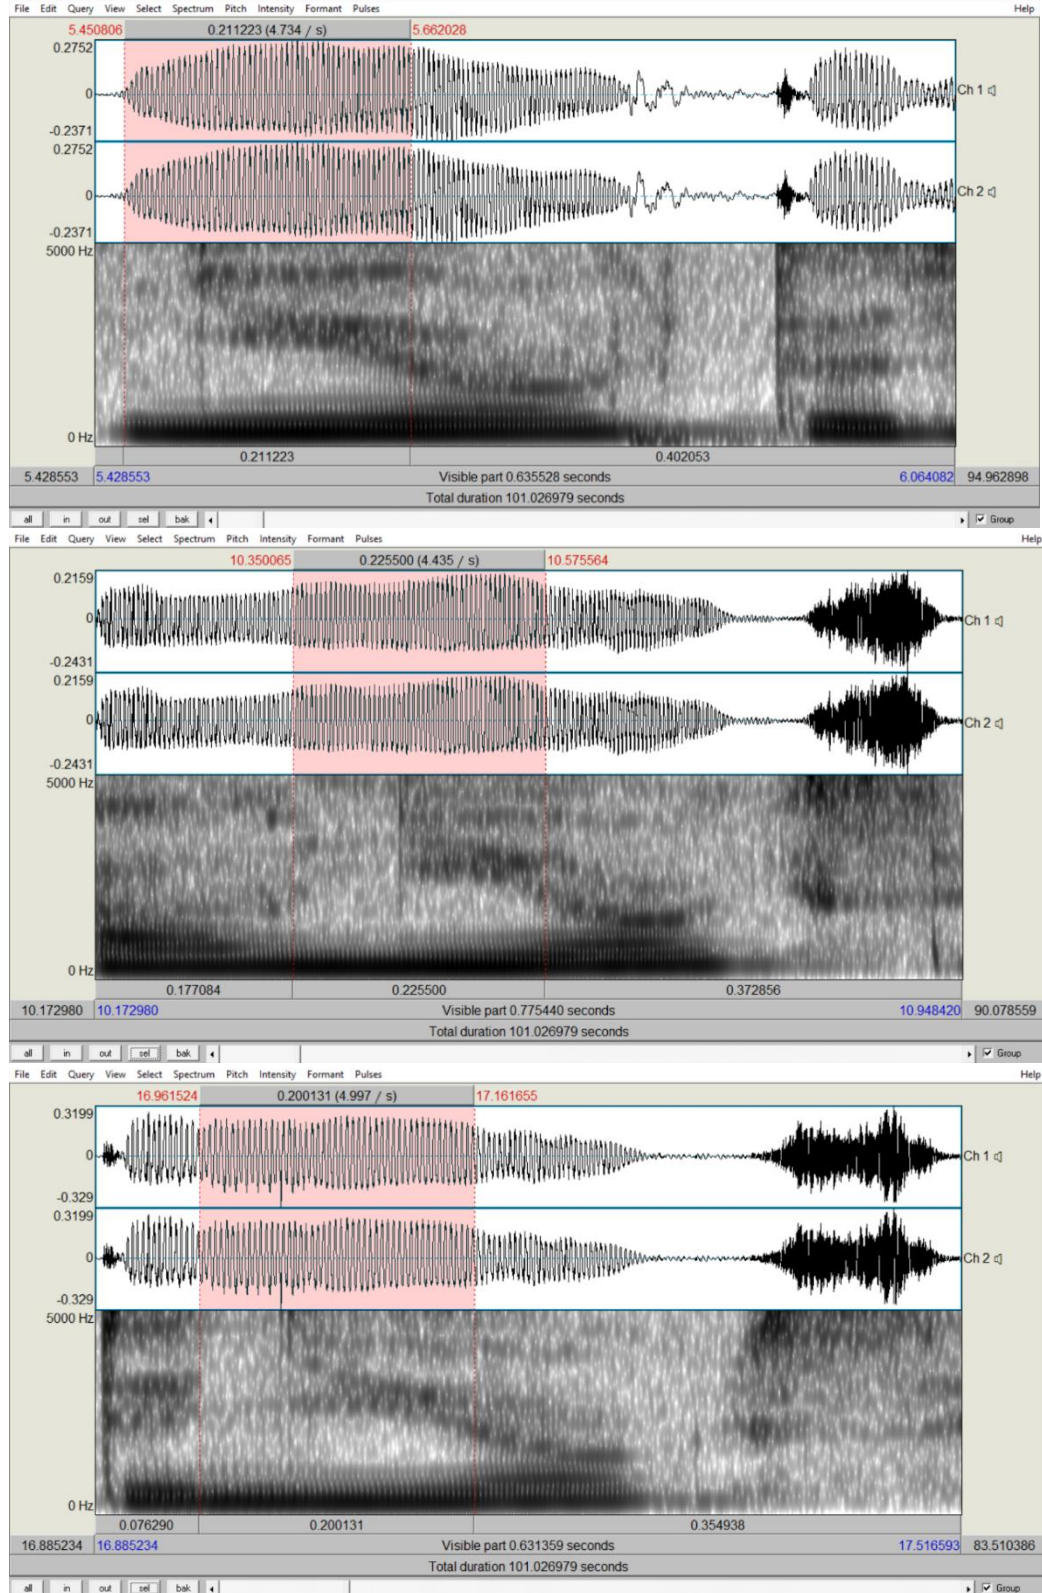 File Edit Query View Select Spectrum Pitch Intensity Formant Pulses Help
5.450806 0.211223 (4.734 / s) 5.662028
0.2752
0 Ch 1
-0.2371
0.2752
0 Ch 2
-0.2371
5000 Hz
0 Hz
0.211223 0.402053
5.428553 5.428553 Visible part 0.635528 seconds 6.064082 94.962898
Total duration 101.026979 seconds
all in out sel bak Group
File Edit Query View Select Spectrum Pitch Intensity Formant Pulses Help
10.350065 0.225500 (4.435 / s) 10.575564
0.2159
0 Ch 1
-0.2431
0.2159
0 Ch 2
-0.2431
5000 Hz
0 Hz
0.177084 0.225500 0.372856
10.172980 10.172980 Visible part 0.775440 seconds 10.948420 90.078559
Total duration 101.026979 seconds
all in out sel bak Group
File Edit Query View Select Spectrum Pitch Intensity Formant Pulses Help
16.961524 0.200131 (4.997 / s) 17.161655
0.3199
0 Ch 1
-0.329
0.3199
0 Ch 2
-0.329
5000 Hz
0 Hz
0.076290 0.200131 0.354938
16.885234 16.885234 Visible part 0.631359 seconds 17.516593 83.510386
Total duration 101.026979 seconds
all in out sel bak Group